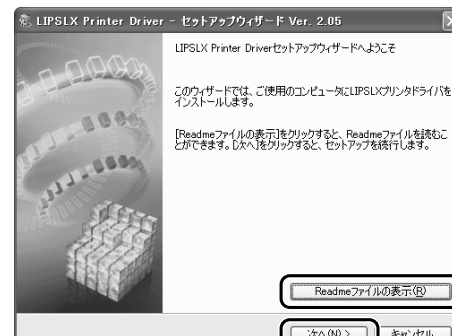 LIPSLX Printer Driver - セットアップウィザード Ver. 2.05
LIPSLX Printer Driverセットアップウィザードへようこそ
このウィザードでは、ご使用のコンピュータにLIPSLXプリンタドライバを
インストールします。
[Readmeファイルの表示]をクリックすると、Readmeファイルを読むこ
とができます。[次へ]をクリックすると、セットアップを続行します。
Readmeファイルの表示(R)
次へ(N) >
キャンセル